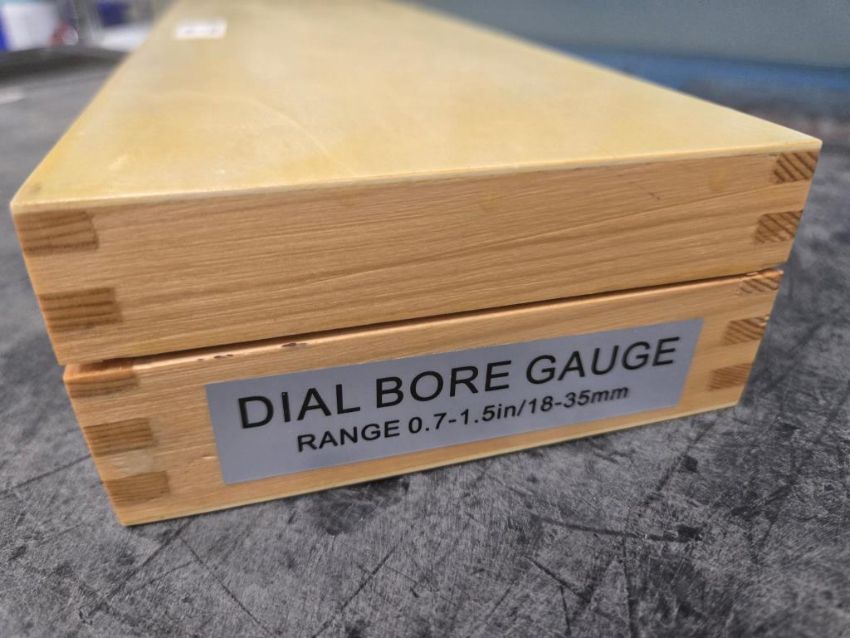 DIAL BORE GAUGE
RANGE 0.7-1.5in/18-35mm